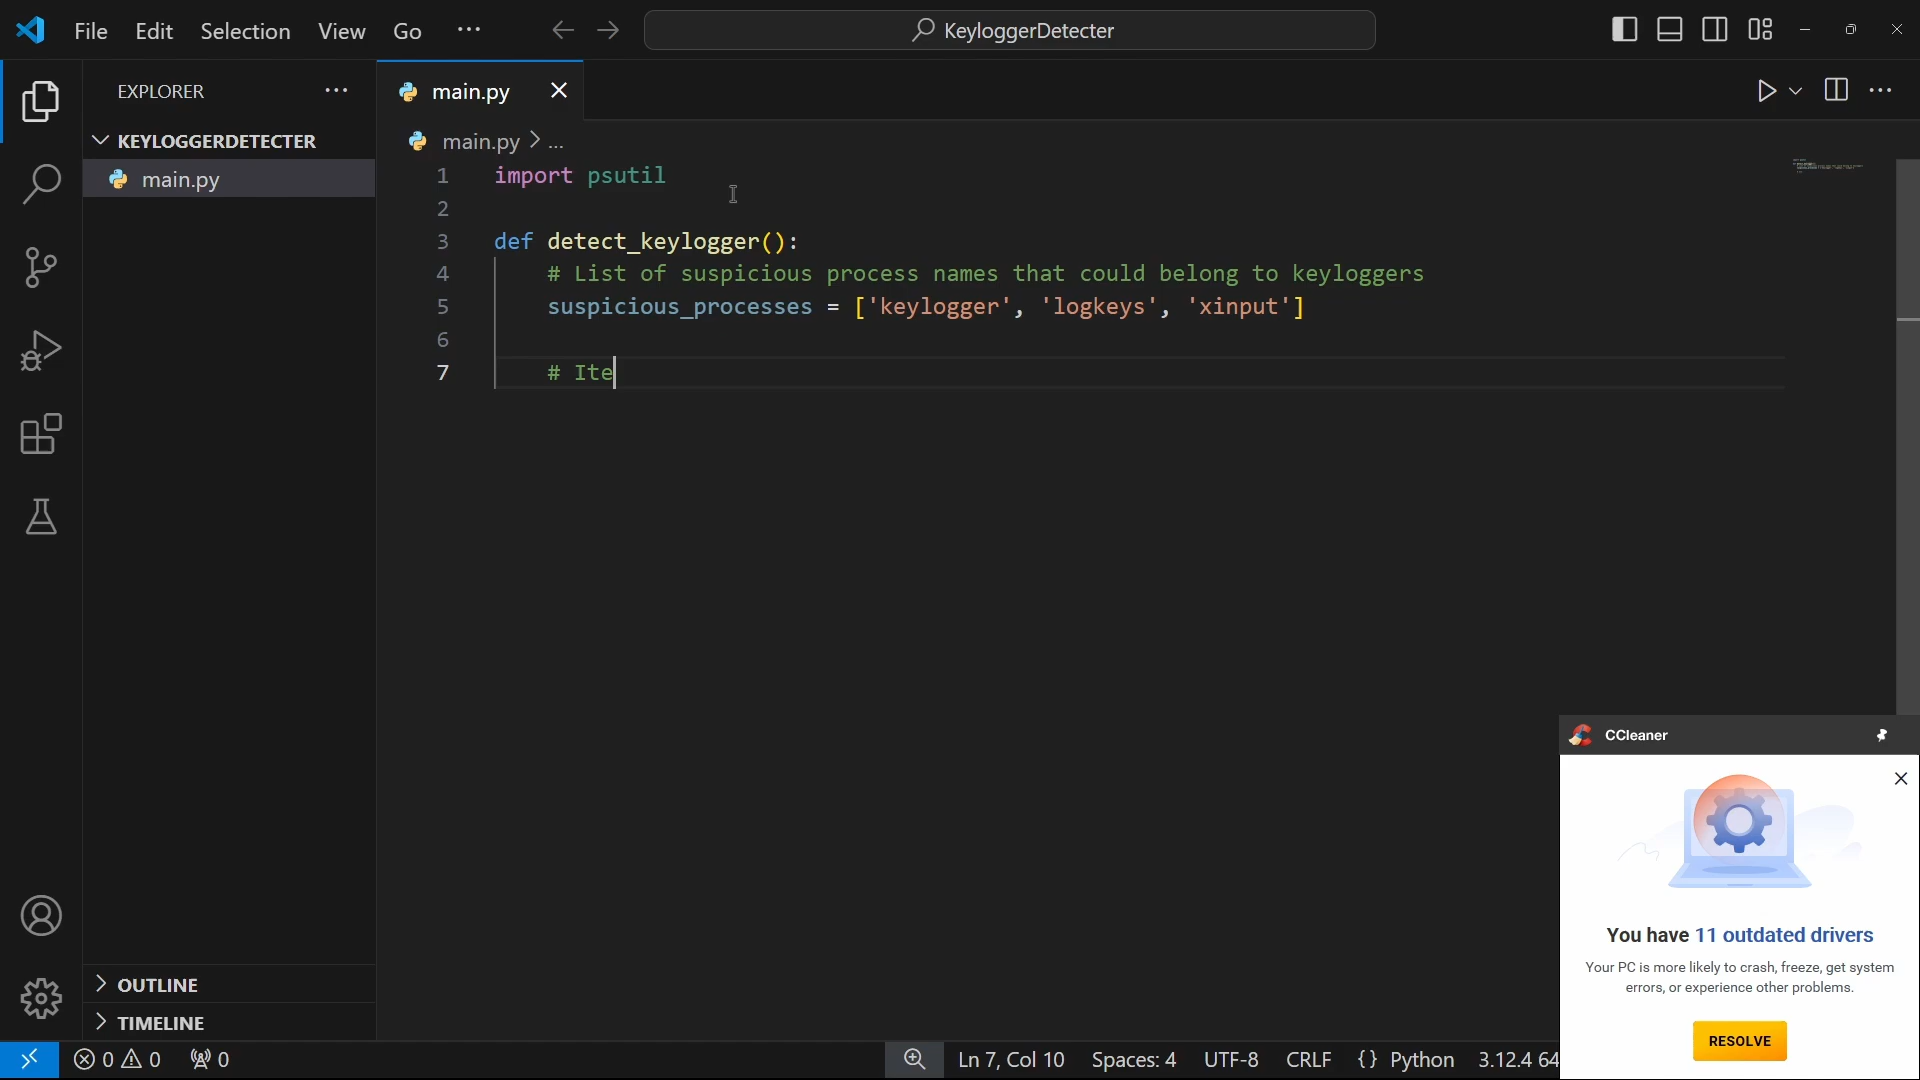 File Edit Selection View Go ··· KeyloggerDetecter
EXPLORER ···
KEYLOGGERDETECTER
main.py
main.py
main.py > ...
1 import psutil
2
3 def detect_keylogger():
4 # List of suspicious process names that could belong to keyloggers
5 suspicious_processes = ['keylogger', 'logkeys', 'xinput']
6
7 # Ite
OUTLINE
TIMELINE
0 0 0
Ln 7, Col 10 Spaces: 4 UTF-8 CRLF {} Python 3.12.4 64
CCleaner
You have 11 outdated drivers
Your PC is more likely to crash, freeze, get system
errors, or experience other problems.
RESOLVE